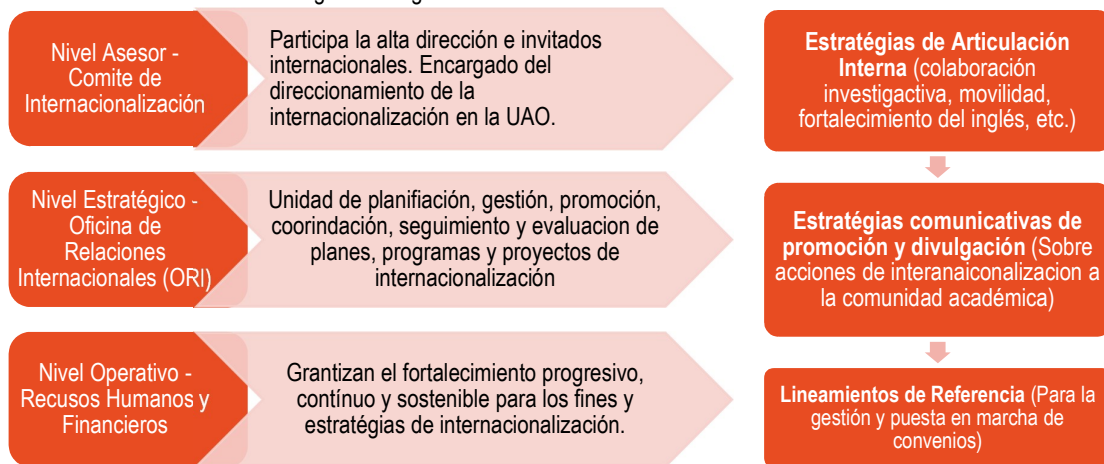 Nivel Asesor -
Comite de
Internacionalización
Participa la alta dirección e invitados
internacionales. Encargado del
direccionamiento de la
internacionalización en la UAO.
Estratégias de Articulación
Interna (colaboración
investigactiva, movilidad,
fortalecimiento del inglés, etc.)
Nivel Estratégico -
Oficina de
Relaciones
Internacionales (ORI)
Unidad de planifiación, gestión, promoción,
coorindación, seguimiento y evaluacion de
planes, programas y proyectos de
internacionalización
Estratégias comunicativas de
promoción y divulgación (Sobre
acciones de interanaiconalizacion a
la comunidad académica)
Nivel Operativo -
Recusos Humanos y
Financieros
Grantizan el fortalecimiento progresivo,
contínuo y sostenible para los fines y
estratégias de internacionalización.
Lineamientos de Referencia (Para la
gestión y puesta en marcha de
convenios)